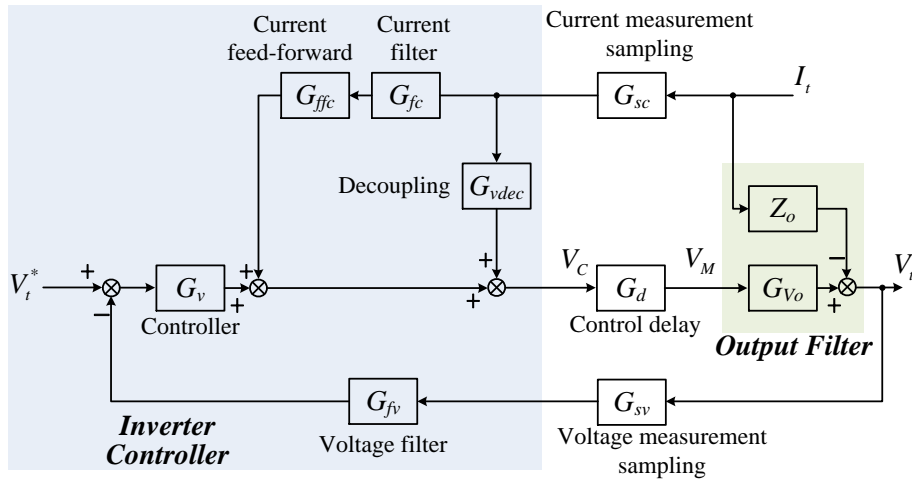 Current measurement
sampling
Current
feed-forward
Current
filter
I_t
G_ffc
G_fc
G_sc
Decoupling
G_vdec
Z_o
V_t^*
+
−
G_v
Controller
+
+
+
+
V_C
G_d
Control delay
V_M
G_Vo
−
+
V_t
Output Filter
G_fv
Voltage filter
G_sv
Voltage measurement
sampling
Inverter
Controller